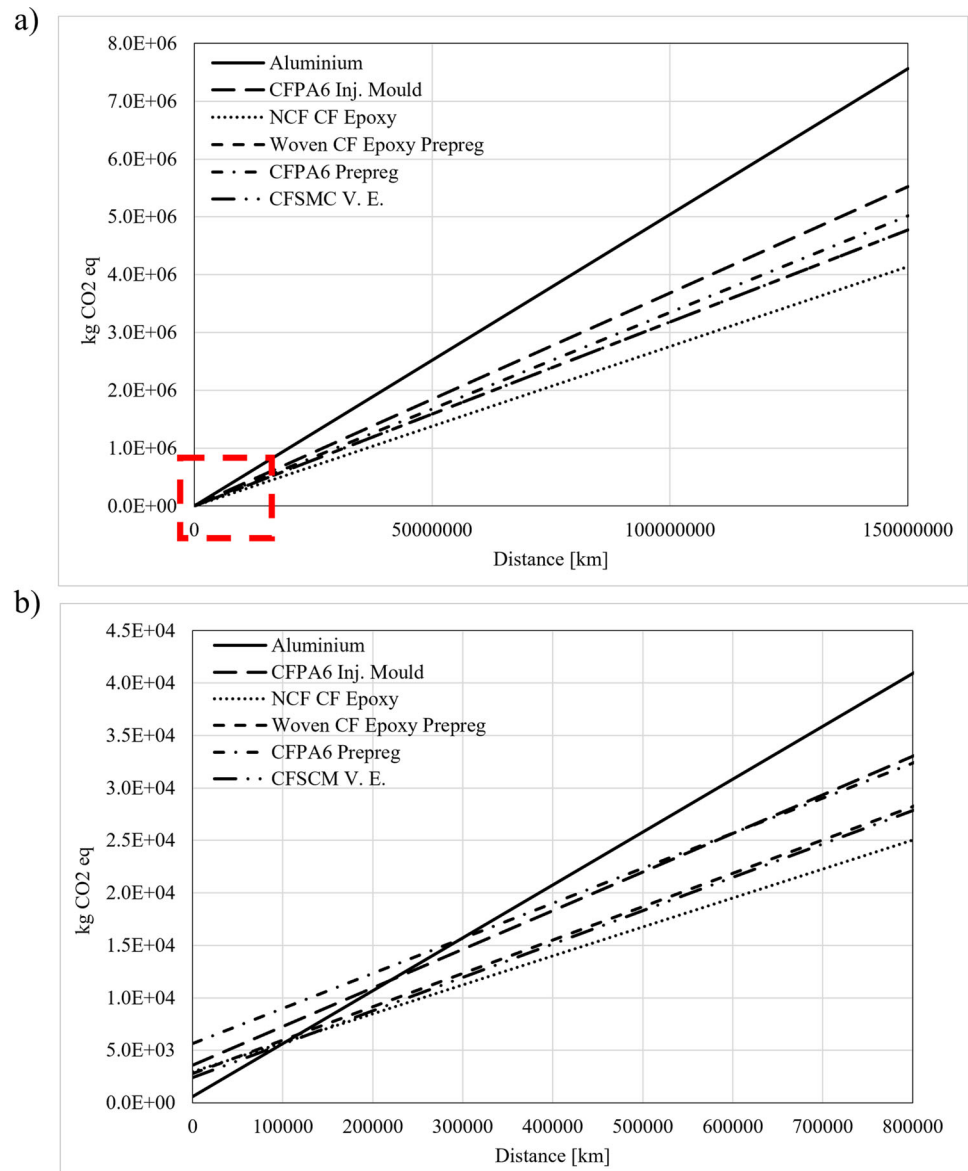 a)
8.0E+06
7.0E+06
6.0E+06
5.0E+06
4.0E+06
3.0E+06
2.0E+06
1.0E+06
0.0E+00
kg CO2 eq
Aluminium
CFPA6 Inj. Mould
NCF CF Epoxy
Woven CF Epoxy Prepreg
CFPA6 Prepreg
CFSMC V. E.
0 50000000 100000000 150000000
Distance [km]
b)
4.5E+04
4.0E+04
3.5E+04
3.0E+04
2.5E+04
2.0E+04
1.5E+04
1.0E+04
5.0E+03
0.0E+00
kg CO2 eq
Aluminium
CFPA6 Inj. Mould
NCF CF Epoxy
Woven CF Epoxy Prepreg
CFPA6 Prepreg
CFSCM V. E.
0 100000 200000 300000 400000 500000 600000 700000 800000
Distance [km]